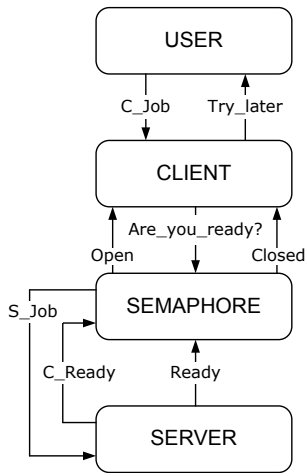 USER
C_Job Try_later
CLIENT
Are_you_ready?
Open Closed
SEMAPHORE
S_Job
C_Ready Ready
SERVER